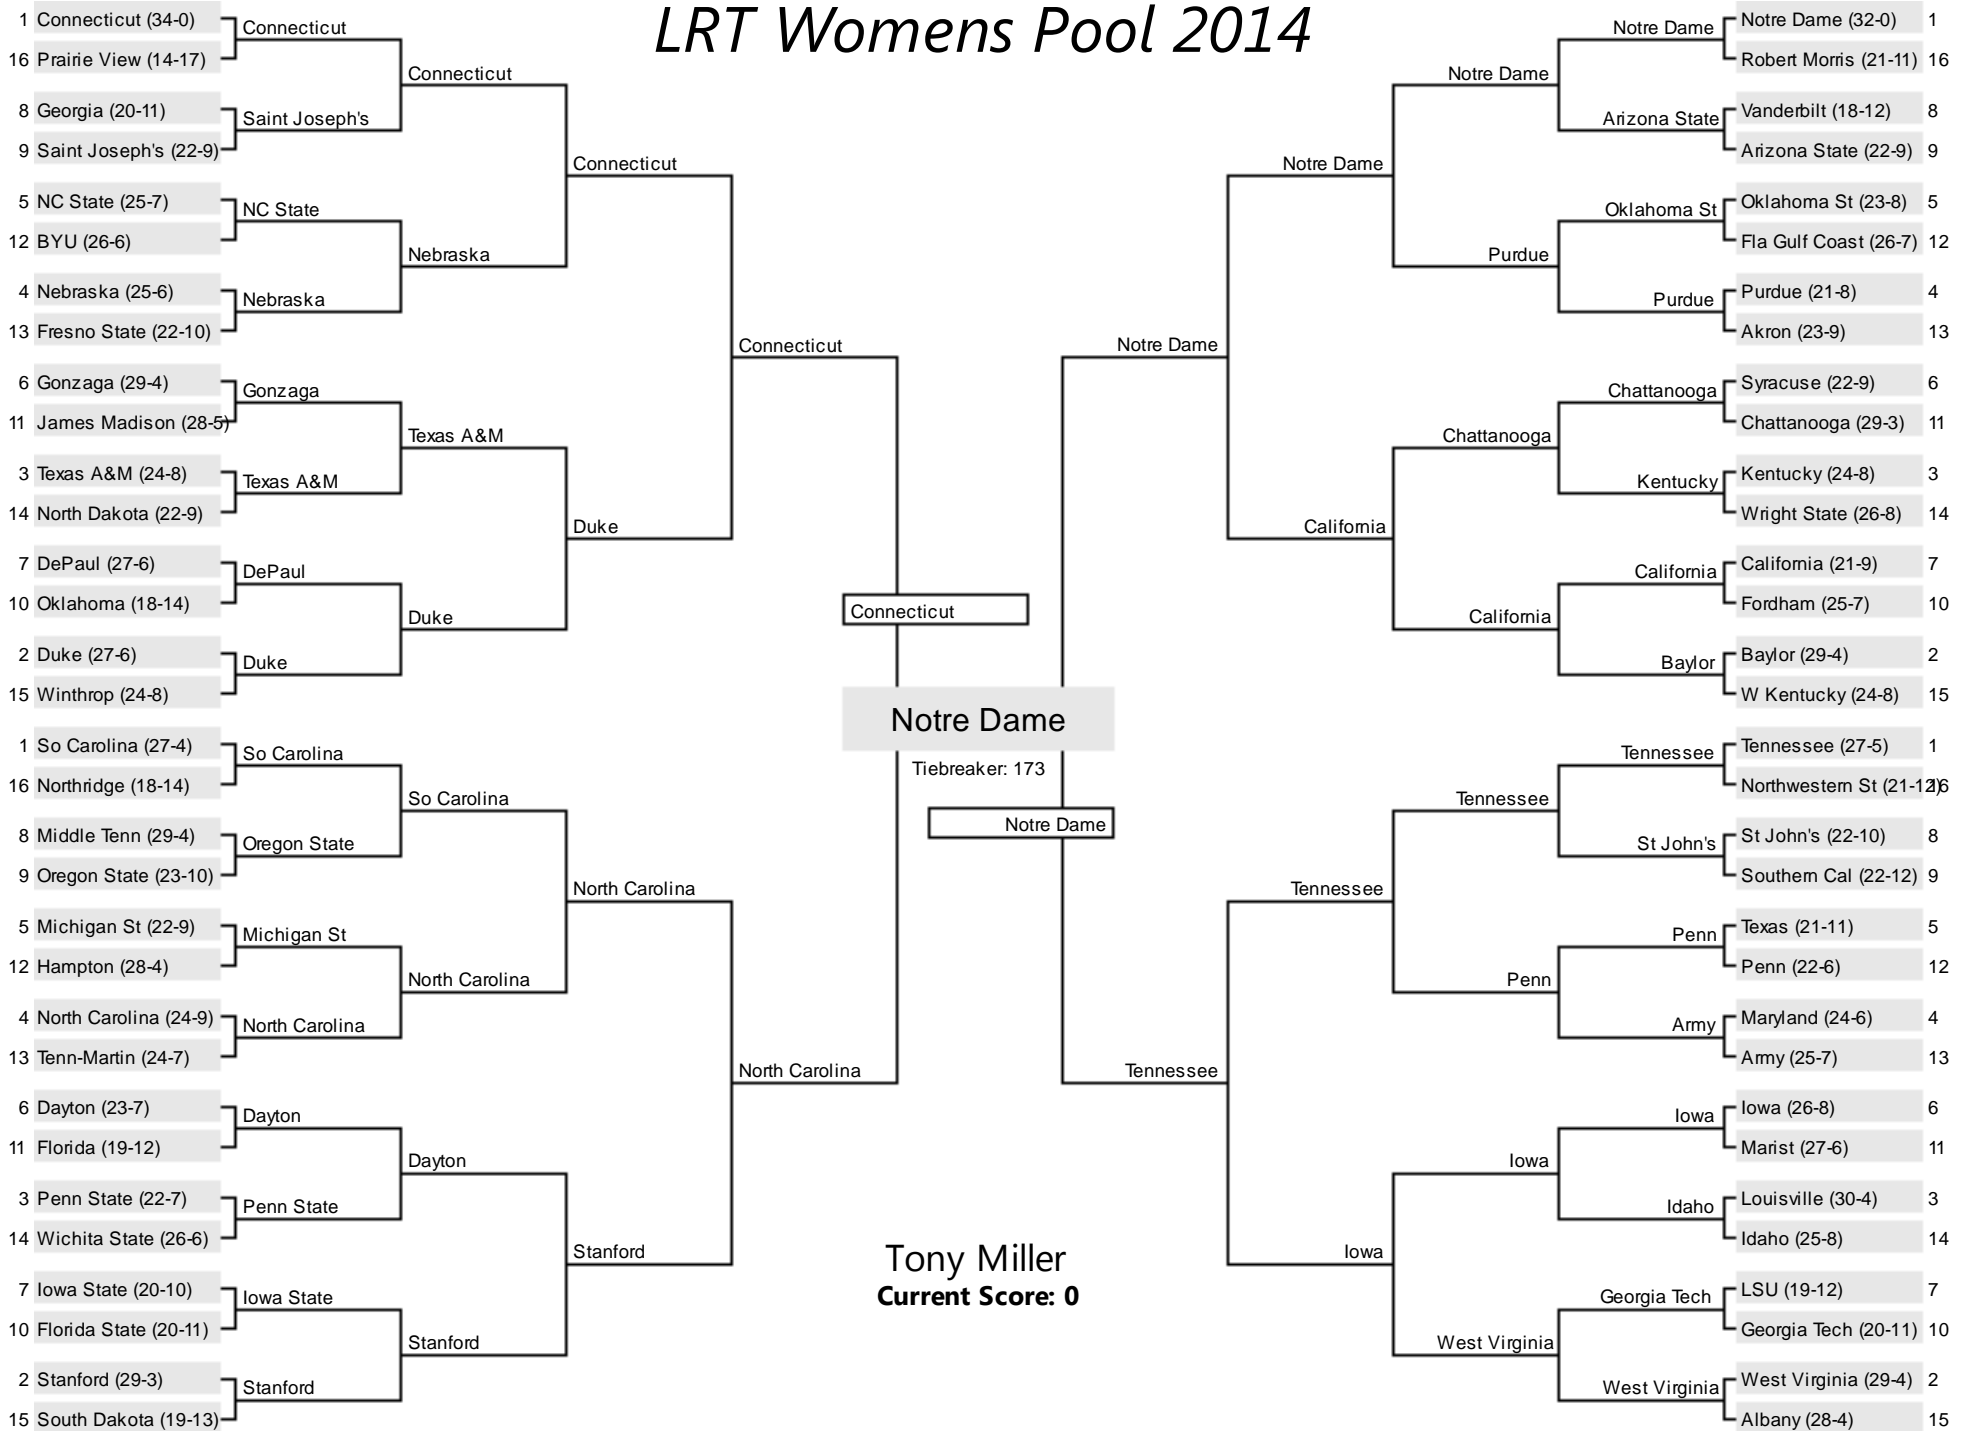 LRT Womens Pool 2014
1 Connecticut (34-0)
16 Prairie View (14-17)
8 Georgia (20-11)
9 Saint Joseph's (22-9)
5 NC State (25-7)
12 BYU (26-6)
4 Nebraska (25-6)
13 Fresno State (22-10)
6 Gonzaga (29-4)
11 James Madison (28-5)
3 Texas A&M (24-8)
14 North Dakota (22-9)
7 DePaul (27-6)
10 Oklahoma (18-14)
2 Duke (27-6)
15 Winthrop (24-8)
1 So Carolina (27-4)
16 Northridge (18-14)
8 Middle Tenn (29-4)
9 Oregon State (23-10)
5 Michigan St (22-9)
12 Hampton (28-4)
4 North Carolina (24-9)
13 Tenn-Martin (24-7)
6 Dayton (23-7)
11 Florida (19-12)
3 Penn State (22-7)
14 Wichita State (26-6)
7 Iowa State (20-10)
10 Florida State (20-11)
2 Stanford (29-3)
15 South Dakota (19-13)
Connecticut
Saint Joseph's
NC State
Nebraska
Gonzaga
Texas A&M
DePaul
Duke
So Carolina
Oregon State
Michigan St
North Carolina
Dayton
Penn State
Iowa State
Stanford
Connecticut
Nebraska
Texas A&M
Duke
So Carolina
North Carolina
Dayton
Stanford
Connecticut
Duke
North Carolina
Stanford
Connecticut
North Carolina
Connecticut
Notre Dame
Tiebreaker: 173
Notre Dame
Tony Miller
Current Score: 0
Notre Dame
Tennessee
Notre Dame
California
Tennessee
Iowa
Notre Dame
Purdue
Chattanooga
California
Tennessee
Penn
Iowa
West Virginia
Notre Dame
Arizona State
Oklahoma St
Purdue
Chattanooga
Kentucky
California
Baylor
Tennessee
St John's
Penn
Army
Iowa
Idaho
Georgia Tech
West Virginia
Notre Dame (32-0) 1
Robert Morris (21-11) 16
Vanderbilt (18-12) 8
Arizona State (22-9) 9
Oklahoma St (23-8) 5
Fla Gulf Coast (26-7) 12
Purdue (21-8) 4
Akron (23-9) 13
Syracuse (22-9) 6
Chattanooga (29-3) 11
Kentucky (24-8) 3
Wright State (26-8) 14
California (21-9) 7
Fordham (25-7) 10
Baylor (29-4) 2
W Kentucky (24-8) 15
Tennessee (27-5) 1
Northwestern St (21-12) 16
St John's (22-10) 8
Southern Cal (22-12) 9
Texas (21-11) 5
Penn (22-6) 12
Maryland (24-6) 4
Army (25-7) 13
Iowa (26-8) 6
Marist (27-6) 11
Louisville (30-4) 3
Idaho (25-8) 14
LSU (19-12) 7
Georgia Tech (20-11) 10
West Virginia (29-4) 2
Albany (28-4) 15